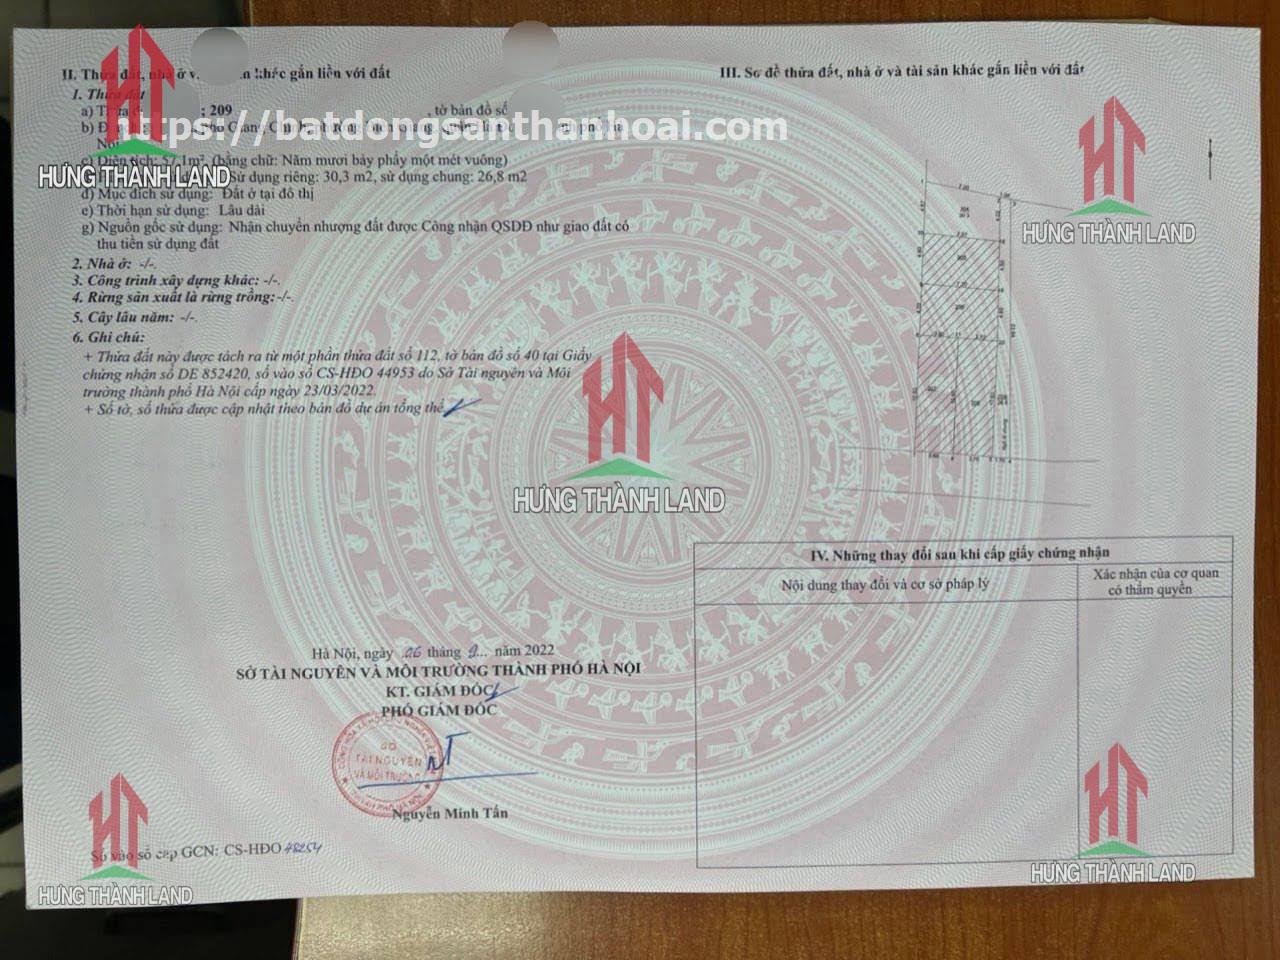 II. Thửa đất, nhà ở và khác gắn liền với đất
1. Thửa đất
a) Thửa : 209 , tờ bản đồ số
b)
https://batdongsanthanhoai.com
Nội
c) Diện tích: 57,1m², (bằng chữ: Năm mươi bảy phẩy một mét vuông)
Sử dụng riêng: 30,3 m2, sử dụng chung: 26,8 m2
đ) Mục đích sử dụng: Đất ở tại đô thị
e) Thời hạn sử dụng: Lâu dài
g) Nguồn gốc sử dụng: Nhận chuyển nhượng đất được Công nhận QSDĐ như giao đất có
thu tiền sử dụng đất
2. Nhà ở: -/-.
3. Công trình xây dựng khác: -/-.
4. Rừng sản xuất là rừng trồng:-/-.
5. Cây lâu năm: -/-.
6. Ghi chú:
+ Thửa đất này được tách ra từ một phần thửa đất số 112, tờ bản đồ số 40 tại Giấy
chứng nhận số DE 852420, số vào sổ CS-HĐO 44953 do Sở Tài nguyên và Môi
trường thành phố Hà Nội cấp ngày 23/03/2022.
+ Số tờ, số thửa được cập nhật theo bản đồ dự án tổng thể.
Hà Nội, ngày 06 tháng 9 năm 2022
SỞ TÀI NGUYÊN VÀ MÔI TRƯỜNG THÀNH PHỐ HÀ NỘI
KT. GIÁM ĐỐC
PHÓ GIÁM ĐỐC
SỞ
TÀI NGUYÊN
VÀ MÔI TRƯỜNG
Nguyễn Minh Tấn
Số vào sổ cấp GCN: CS-HĐO 48254
III. Sơ đồ thửa đất, nhà ở và tài sản khác gắn liền với đất
IV. Những thay đổi sau khi cấp giấy chứng nhận
Nội dung thay đổi và cơ sở pháp lý
Xác nhận của cơ quan
có thẩm quyền
HT
HƯNG THÀNH LAND
HT
HƯNG THÀNH LAND
HT
HƯNG THÀNH LAND
HT
HƯNG THÀNH LAND
HT
HƯNG THÀNH LAND